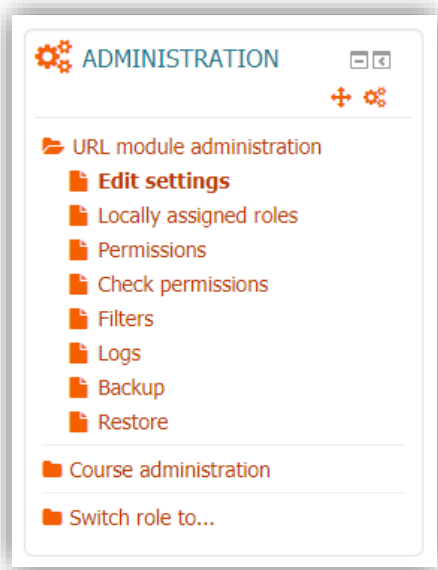 ADMINISTRATION
URL module administration
Edit settings
Locally assigned roles
Permissions
Check permissions
Filters
Logs
Backup
Restore
Course administration
Switch role to...